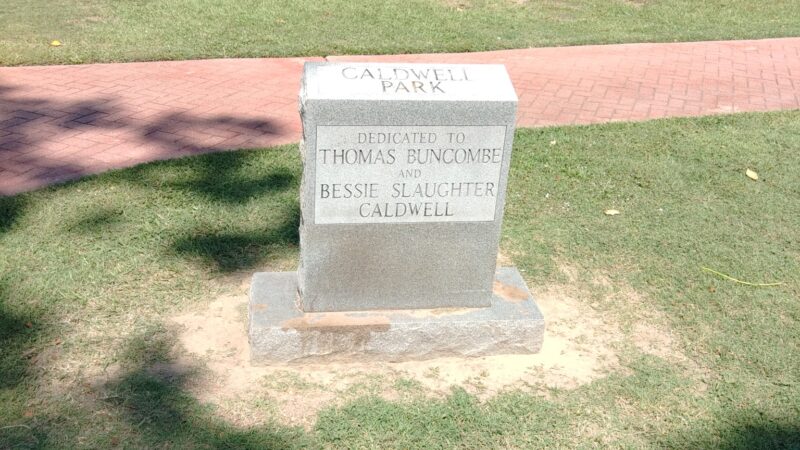 CALDWELL
PARK
DEDICATED TO
THOMAS BUNCOMBE
AND
BESSIE SLAUGHTER
CALDWELL